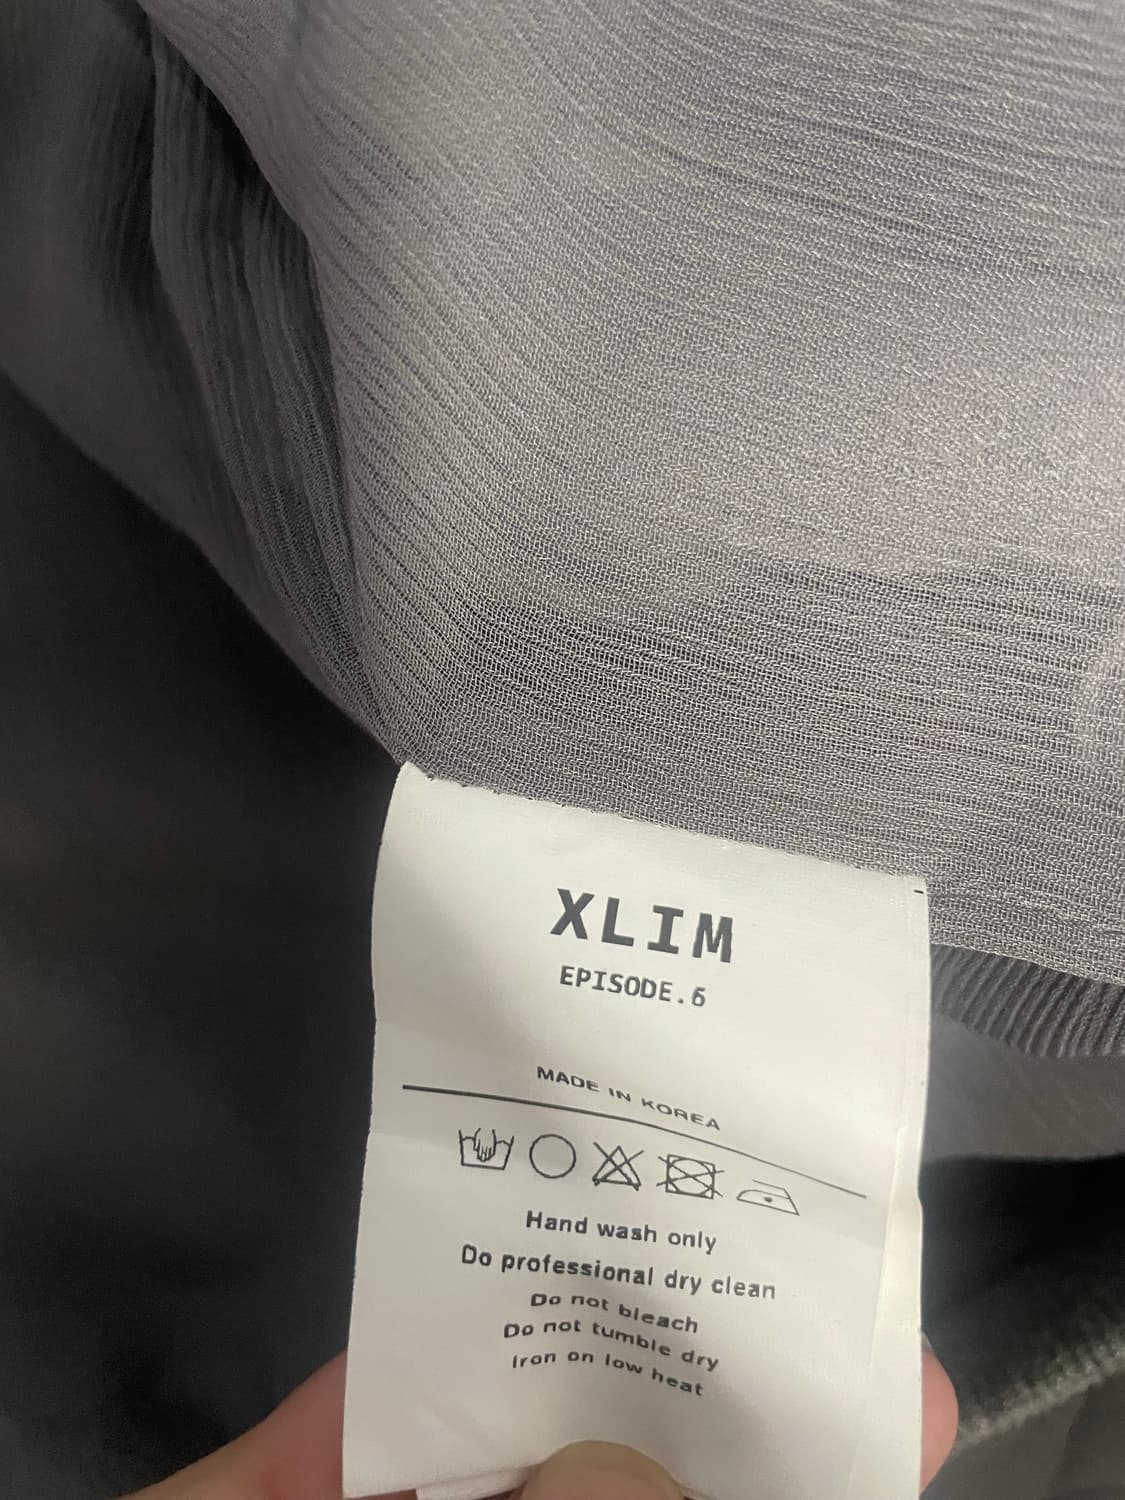 XLIM
EPISODE.6
MADE IN KOREA
Hand wash only
Do professional dry clean
Do not bleach
Do not tumble dry
Iron on low heat